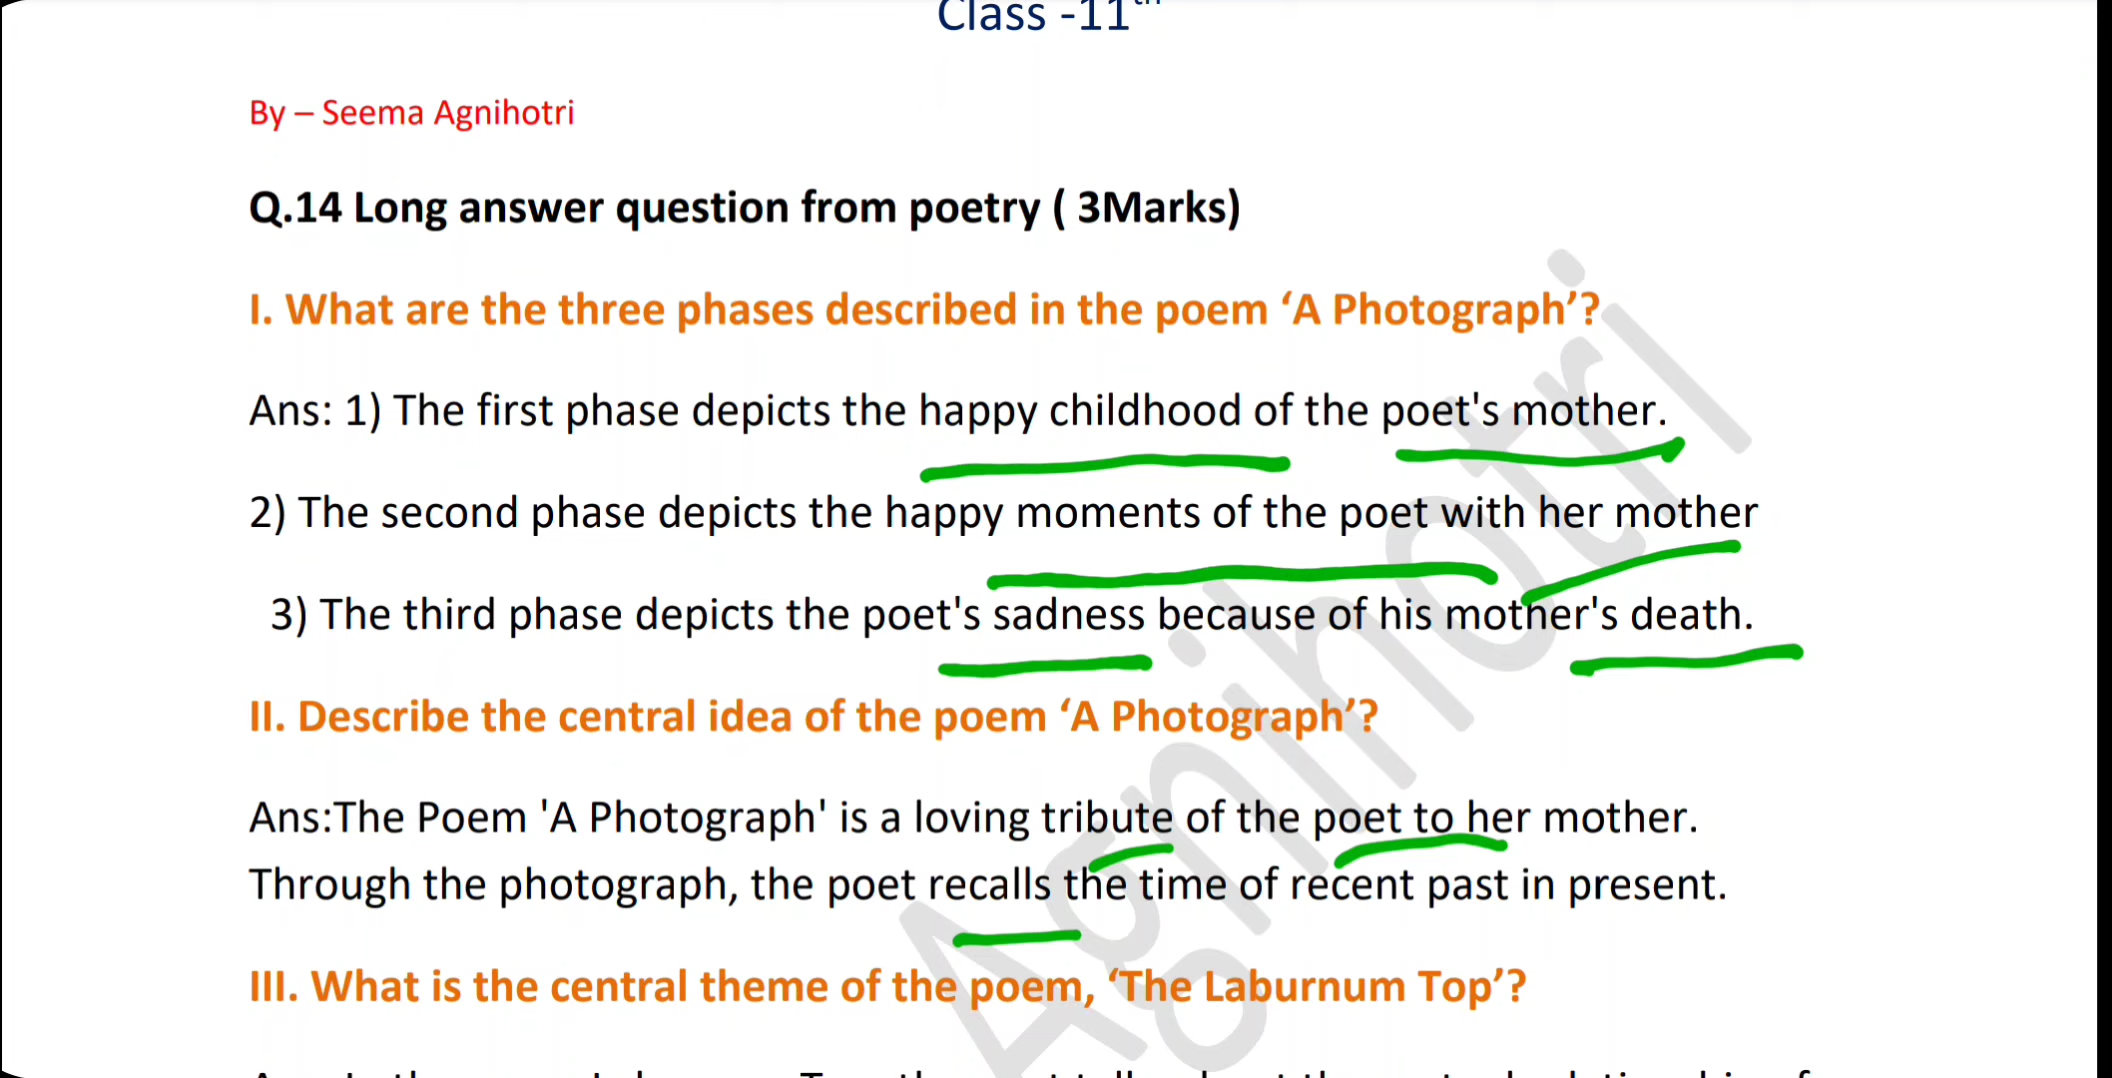 Class -11th
By – Seema Agnihotri
Q.14 Long answer question from poetry ( 3Marks)
I. What are the three phases described in the poem ‘A Photograph’?
Ans: 1) The first phase depicts the happy childhood of the poet's mother.
2) The second phase depicts the happy moments of the poet with her mother
3) The third phase depicts the poet's sadness because of his mother's death.
II. Describe the central idea of the poem ‘A Photograph’?
Ans:The Poem 'A Photograph' is a loving tribute of the poet to her mother.
Through the photograph, the poet recalls the time of recent past in present.
III. What is the central theme of the poem, ‘The Laburnum Top’?
Agnihotri